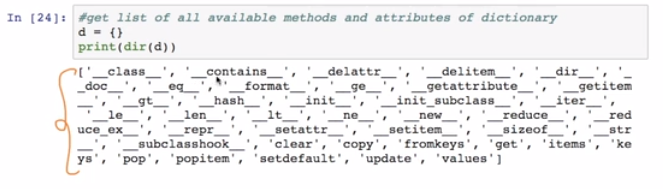 In [24]: #get list of all available methods and attributes of dictionary
d = {}
print(dir(d))
['__class__', '__contains__', '__delattr__', '__delitem__', '__dir__', '_
_doc__', '__eq__', '__format__', '__ge__', '__getattribute__', '__getitem
__', '__gt__', '__hash__', '__init__', '__init_subclass__', '__iter__',
'__le__', '__len__', '__lt__', '__ne__', '__new__', '__reduce__', '__red
uce_ex__', '__repr__', '__setattr__', '__setitem__', '__sizeof__', '__str
__', '__subclasshook__', 'clear', 'copy', 'fromkeys', 'get', 'items', 'ke
ys', 'pop', 'popitem', 'setdefault', 'update', 'values']